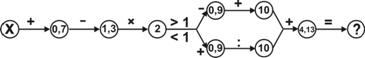 X + 0,7 - 1,3 × 2 > 1 - 0,9 + 10 + 4,13 = ?
< 1 + 0,9 : 10